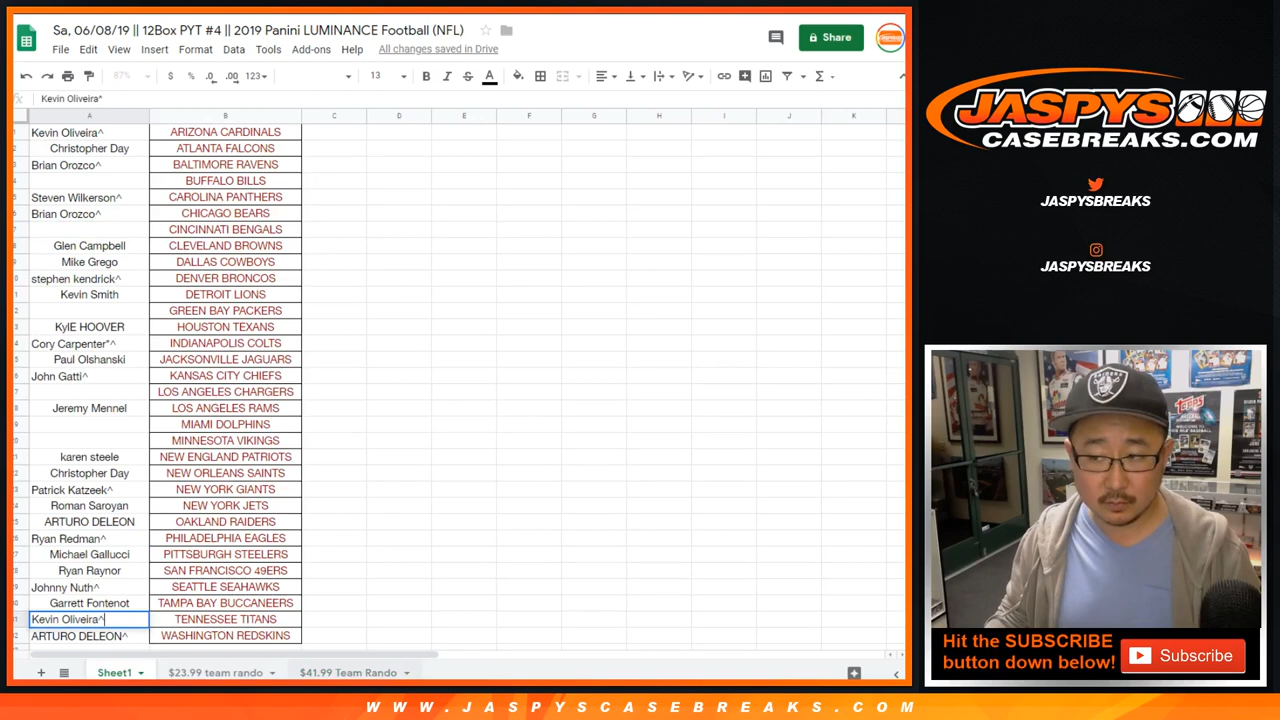 Sa, 06/08/19 || 12Box PYT #4 || 2019 Panini LUMINANCE Football (NFL)
File Edit View Insert Format Data Tools Add-ons Help All changes saved in Drive
Share
87% $ % .0 .00 123 13 B I S A
Kevin Oliveira^
A B C D E F G H I J K
Kevin Oliveira^ ARIZONA CARDINALS
Christopher Day ATLANTA FALCONS
Brian Orozco^ BALTIMORE RAVENS
BUFFALO BILLS
Steven Wilkerson^ CAROLINA PANTHERS
Brian Orozco^ CHICAGO BEARS
CINCINNATI BENGALS
Glen Campbell CLEVELAND BROWNS
Mike Grego DALLAS COWBOYS
stephen kendrick^ DENVER BRONCOS
Kevin Smith DETROIT LIONS
GREEN BAY PACKERS
KylE HOOVER HOUSTON TEXANS
Cory Carpenter*^ INDIANAPOLIS COLTS
Paul Olshanski JACKSONVILLE JAGUARS
John Gatti^ KANSAS CITY CHIEFS
LOS ANGELES CHARGERS
Jeremy Mennel LOS ANGELES RAMS
MIAMI DOLPHINS
MINNESOTA VIKINGS
karen steele NEW ENGLAND PATRIOTS
Christopher Day NEW ORLEANS SAINTS
Patrick Katzeek^ NEW YORK GIANTS
Roman Saroyan NEW YORK JETS
ARTURO DELEON OAKLAND RAIDERS
Ryan Redman^ PHILADELPHIA EAGLES
Michael Gallucci PITTSBURGH STEELERS
Ryan Raynor SAN FRANCISCO 49ERS
Johnny Nuth^ SEATTLE SEAHAWKS
Garrett Fontenot TAMPA BAY BUCCANEERS
Kevin Oliveira^ TENNESSEE TITANS
ARTURO DELEON^ WASHINGTON REDSKINS
Sheet1 $23.99 team rando $41.99 Team Rando
JASPYS
CASEBREAKS.COM
JASPYSBREAKS
JASPYSBREAKS
RAIDERS
topps
Hit the SUBSCRIBE
button down below!
Subscribe
WWW.JASPYSCASEBREAKS.COM